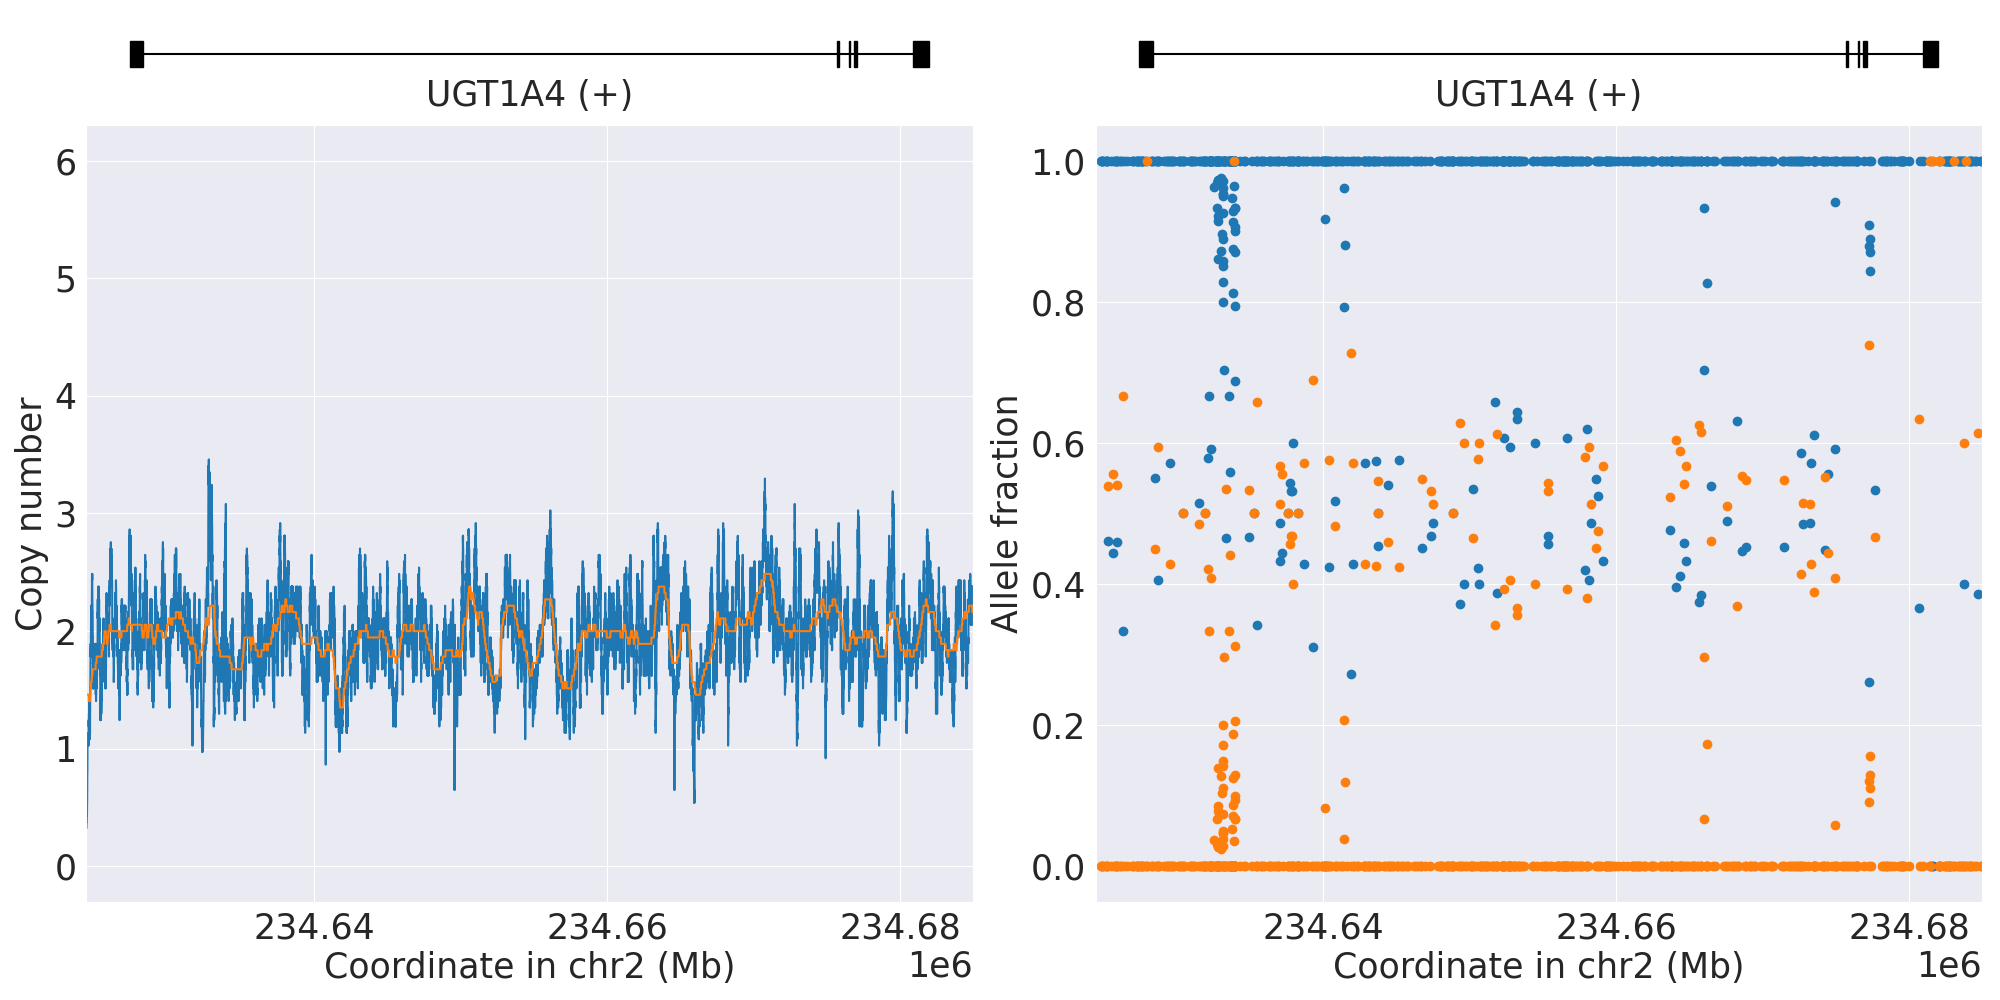 UGT1A4 (+)
6
5
4
3
2
1
0
Copy number
234.64 234.66 234.68
1e6
Coordinate in chr2 (Mb)
UGT1A4 (+)
1.0
0.8
0.6
0.4
0.2
0.0
Allele fraction
234.64 234.66 234.68
1e6
Coordinate in chr2 (Mb)